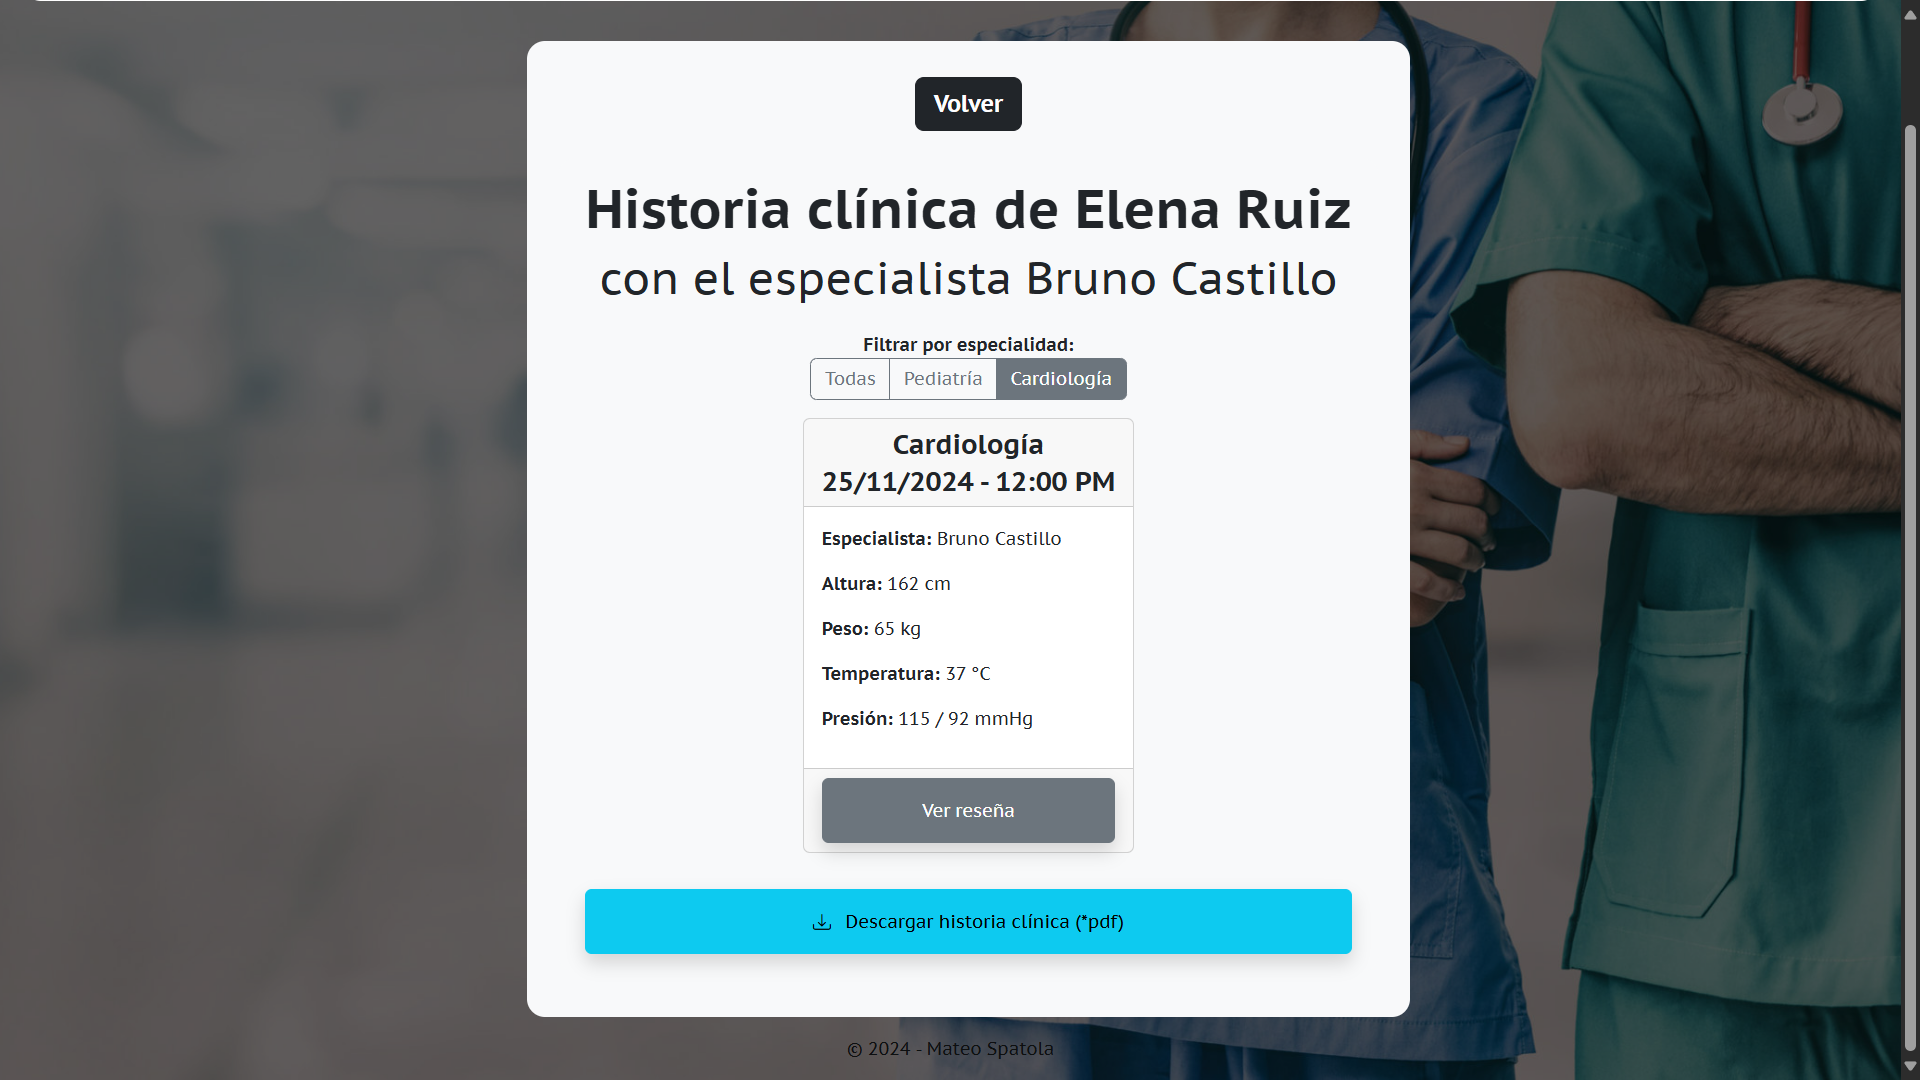 Volver
Historia clínica de Elena Ruiz
con el especialista Bruno Castillo
Filtrar por especialidad:
Todas Pediatría Cardiología
Cardiología
25/11/2024 - 12:00 PM
Especialista: Bruno Castillo
Altura: 162 cm
Peso: 65 kg
Temperatura: 37 °C
Presión: 115 / 92 mmHg
Ver reseña
Descargar historia clínica (*pdf)
© 2024 - Mateo Spatola